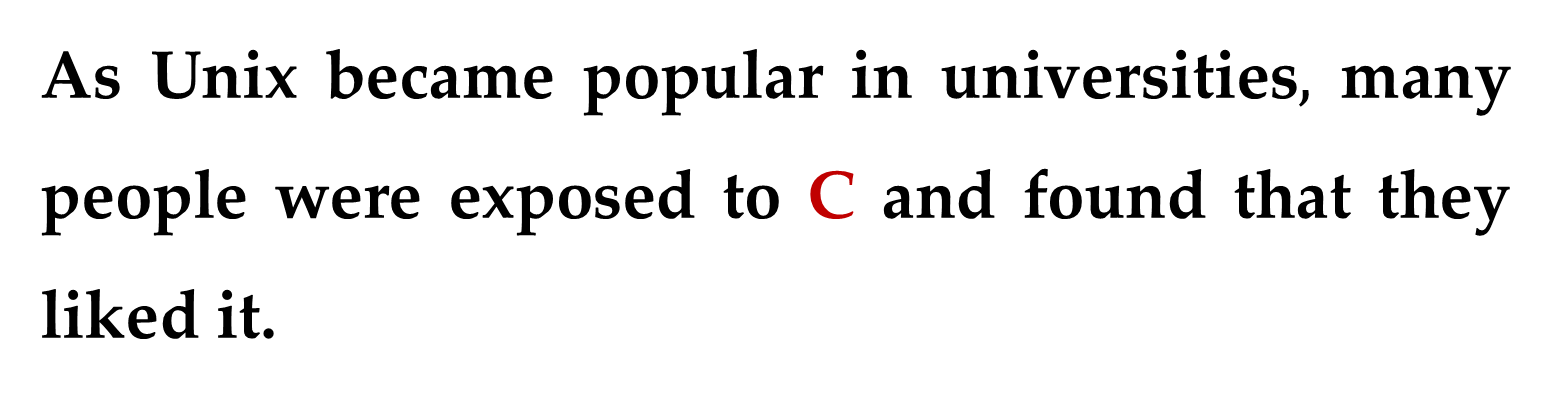 As Unix became popular in universities, many
people were exposed to C and found that they
liked it.